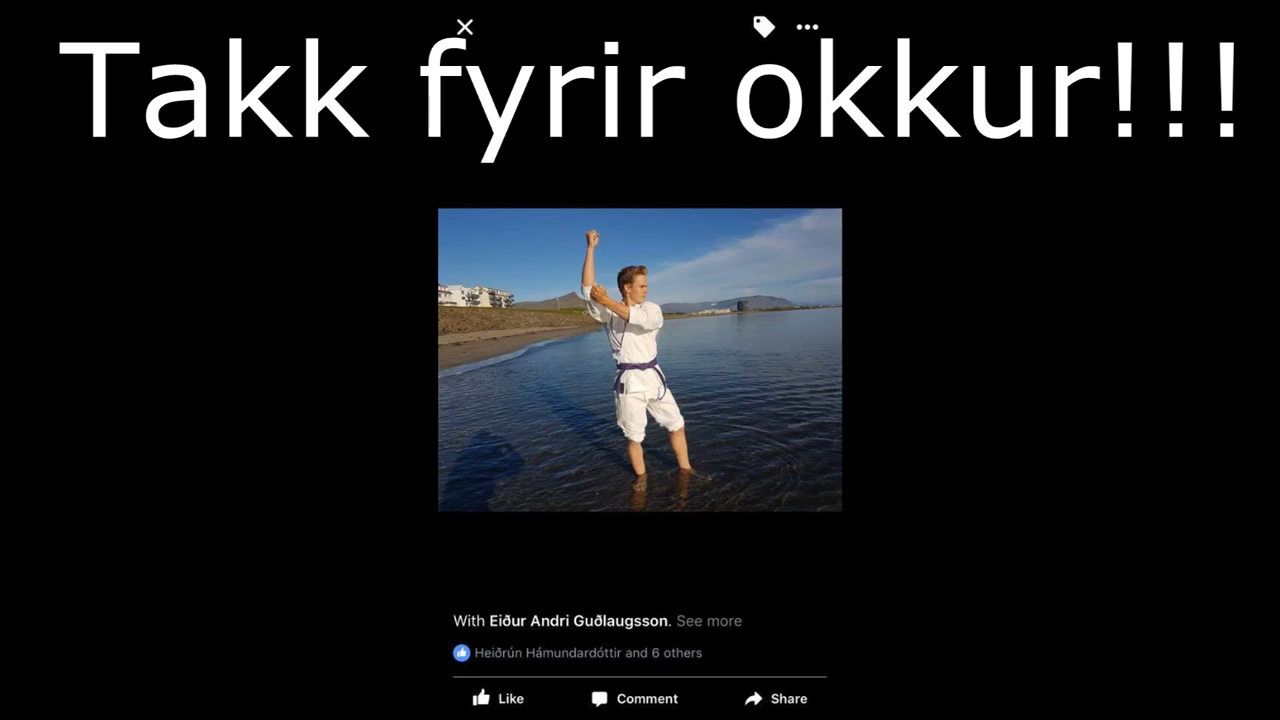 Takk fyrir okkur!!!
With Eiður Andri Guðlaugsson. See more
Heiðrún Hámundardóttir and 6 others
Like Comment Share